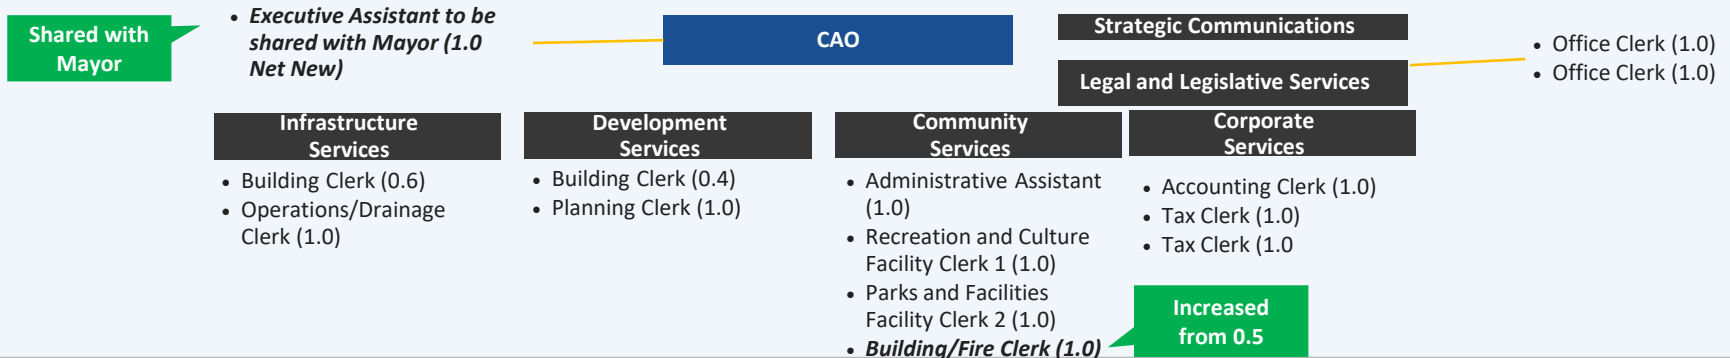 Shared with
Mayor
• Executive Assistant to be
shared with Mayor (1.0
Net New)
CAO
Strategic Communications
Legal and Legislative Services
• Office Clerk (1.0)
• Office Clerk (1.0)
Infrastructure
Services
• Building Clerk (0.6)
• Operations/Drainage
Clerk (1.0)
Development
Services
• Building Clerk (0.4)
• Planning Clerk (1.0)
Community
Services
• Administrative Assistant
(1.0)
• Recreation and Culture
Facility Clerk 1 (1.0)
• Parks and Facilities
Facility Clerk 2 (1.0)
• Building/Fire Clerk (1.0)
Increased
from 0.5
Corporate
Services
• Accounting Clerk (1.0)
• Tax Clerk (1.0)
• Tax Clerk (1.0